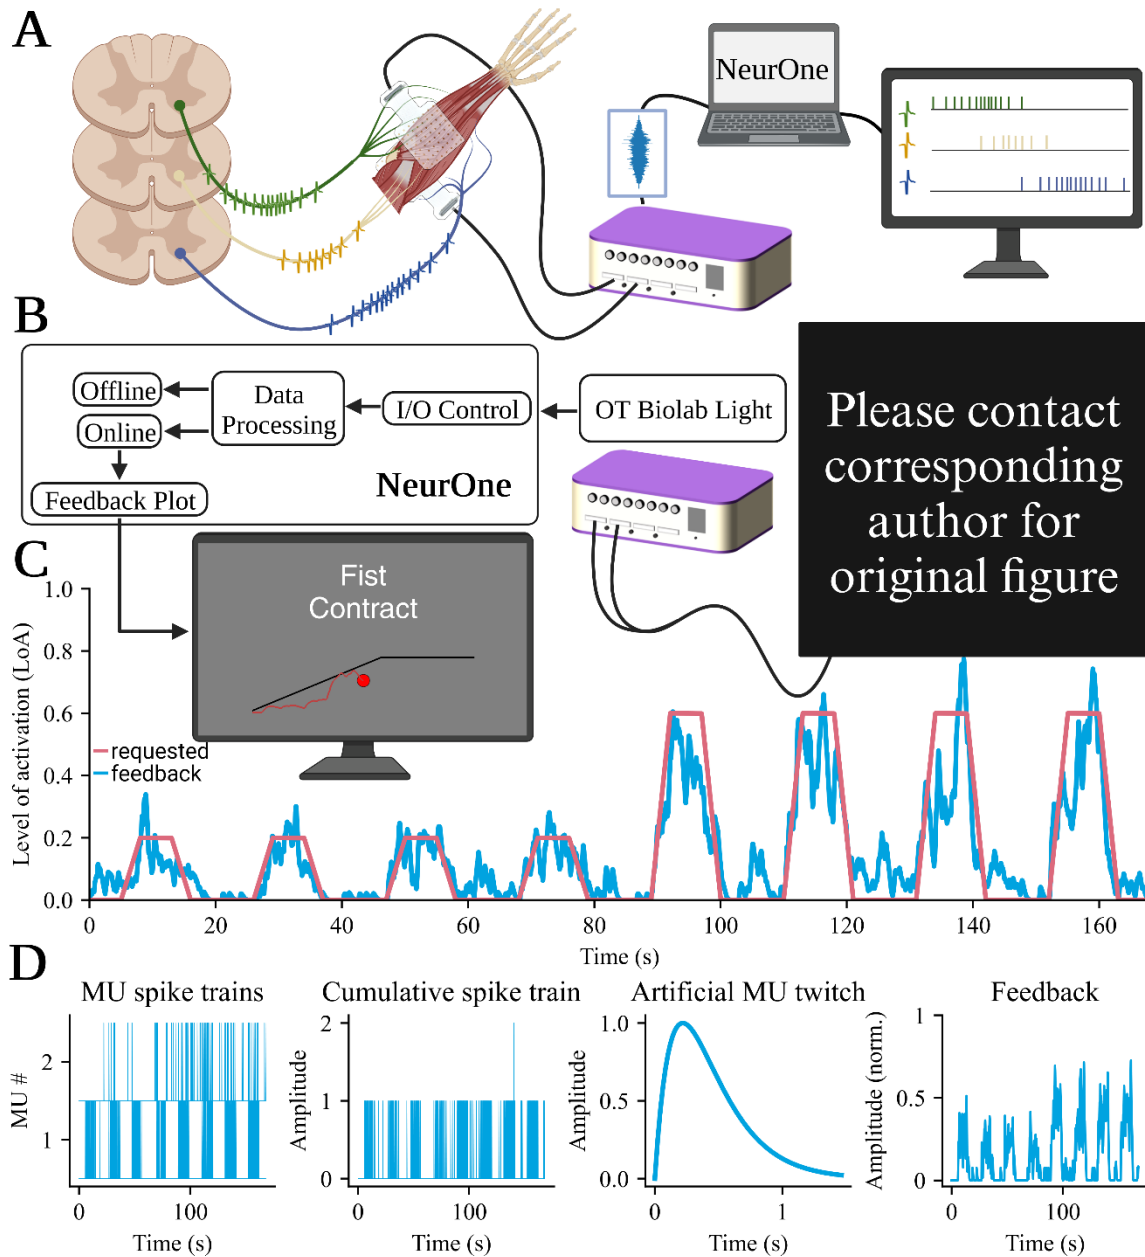 A
NeurOne
B
Offline
Online
Data
Processing
I/O Control
OT Biolab Light
Feedback Plot
NeurOne
Please contact
corresponding
author for
original figure
C
Fist
Contract
1.0
0.8
0.6
0.4
0.2
0.0
Level of activation (LoA)
requested
feedback
0 20 40 60 80 100 120 140 160
Time (s)
D
MU spike trains
2
1
MU #
0 100
Time (s)
Cumulative spike train
2
1
0
Amplitude
0 100
Time (s)
Artificial MU twitch
1.0
0.5
0.0
Amplitude
0 1
Time (s)
Feedback
1
0.5
0
Amplitude (norm.)
0 100
Time (s)